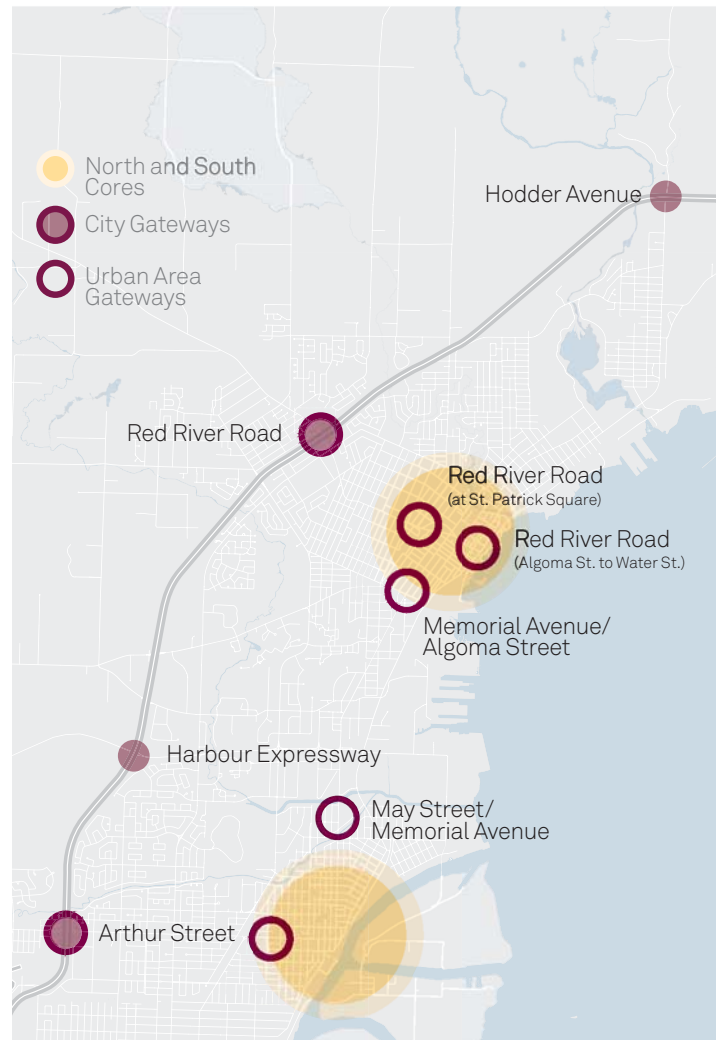 North and South
Cores
City Gateways
Urban Area
Gateways
Hodder Avenue
Red River Road
Red River Road
(at St. Patrick Square)
Red River Road
(Algoma St. to Water St.)
Memorial Avenue/
Algoma Street
Harbour Expressway
May Street/
Memorial Avenue
Arthur Street